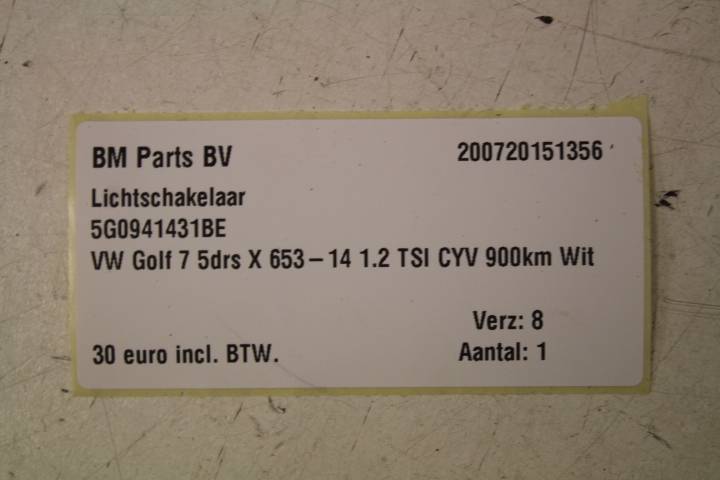 BM Parts BV 200720151356
Lichtschakelaar
5G0941431BE
VW Golf 7 5drs X 653-14 1.2 TSI CYV 900km Wit
Verz: 8
30 euro incl. BTW. Aantal: 1